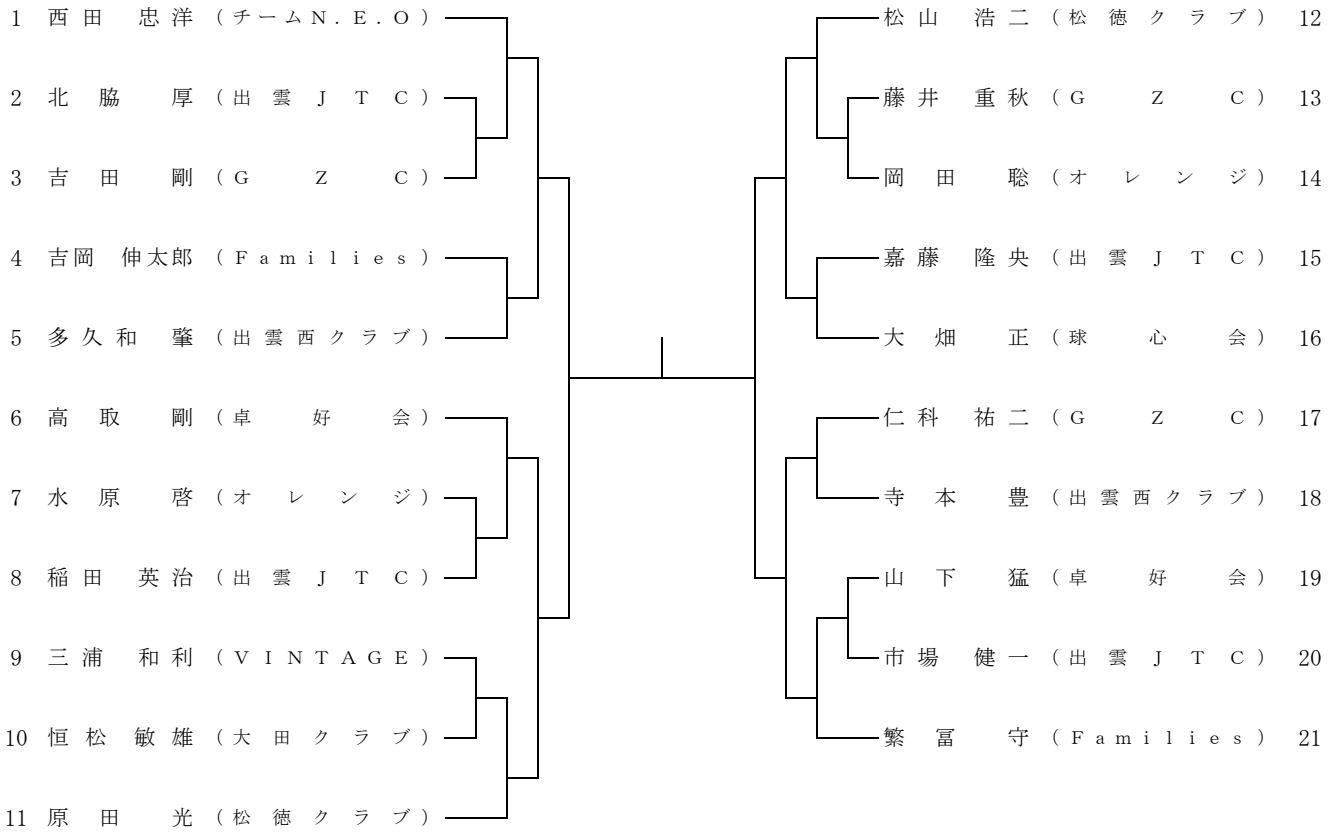 1 西田 忠洋 (チームN.E.O)
2 北脇 厚 (出雲JTC)
3 吉田 剛 (GZC)
4 吉岡 伸太郎 (Families)
5 多久和 肇 (出雲西クラブ)
6 高取 剛 (卓好会)
7 水原 啓 (オレンジ)
8 稲田 英治 (出雲JTC)
9 三浦 和利 (VINTAGE)
10 恒松 敏雄 (大田クラブ)
11 原田 光 (松徳クラブ)
松山 浩二 (松徳クラブ) 12
藤井 重秋 (GZC) 13
岡田 聡 (オレンジ) 14
嘉藤 隆央 (出雲JTC) 15
大畑 正 (球心会) 16
仁科 祐二 (GZC) 17
寺本 豊 (出雲西クラブ) 18
山下 猛 (卓好会) 19
市場 健一 (出雲JTC) 20
繁冨 守 (Families) 21